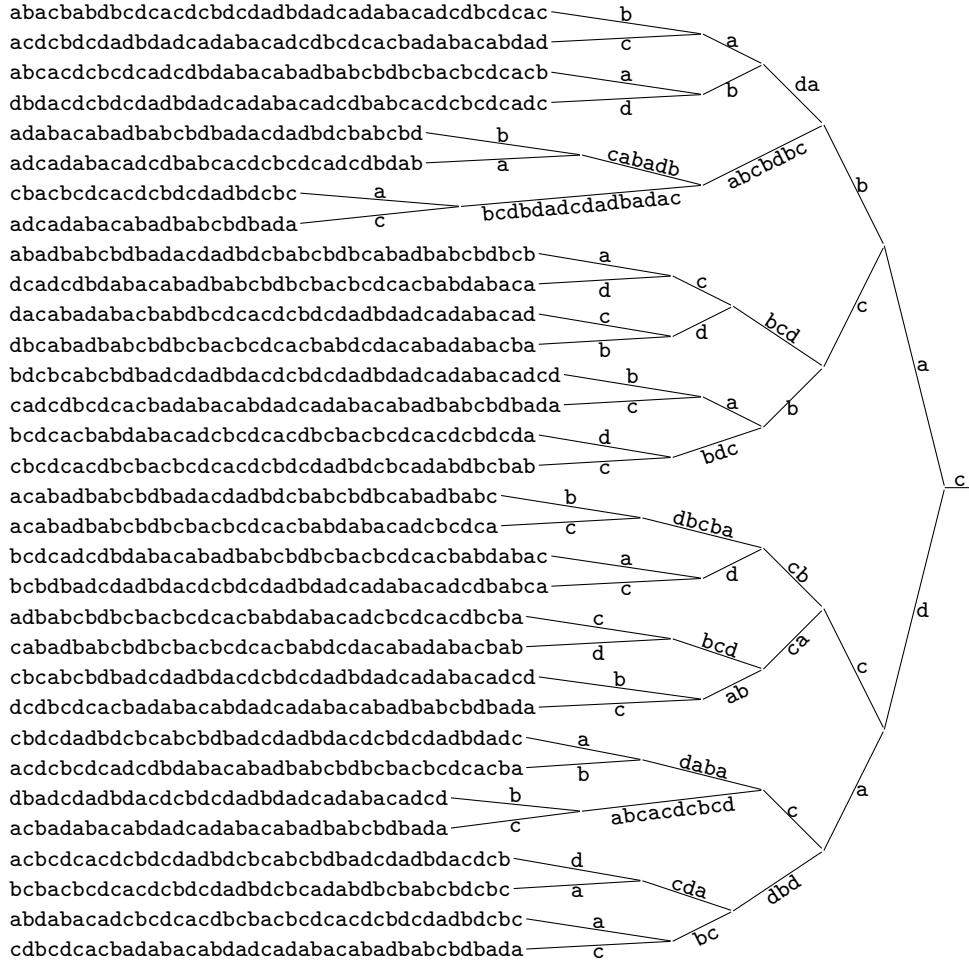 abacbabdbcdcacdcbdcdadbdadcadabacadcdbcdcac
b
acdcbdcdadbdadcadabacadcdbcdcacbadabacabdad
c
a
abcacdcbcdcadcdbdabacabadbabcbdbcbacbcdcacb
a
da
b
dbdacdcbdcdadbdadcadabacadcdbabcacdcbcdcadc
d
adabacabadbabcbdbadacdadbdcbabcbd
b
adcadabacadcdbabcacdcbcdcadcdbdab
a
cabadb
abcbdbc
cbacbcdcacdcbdcdadbdcbc
a
b
bcdbdadcdadbadac
adcadabacabadbabcbdbada
c
abadbabcbdbadacdadbdcbabcbdbcabadbabcbdbcb
a
dcadcdbdabacabadbabcbdbcbacbcdcacbabdabaca
d
c
dacabadabacbabdbcdcacdcbdcdadbdadcadabacad
c
c
bcd
d
dbcabadbabcbdbcbacbcdcacbabdcdacabadabacba
b
a
bdcbcabcbdbadcdadbdacdcbdcdadbdadcadabacadcd
b
cadcdbcdcacbadabacabdadcadabacabadbabcbdbada
c
a
b
bcdcacbabdabacadcbcdcacdbcbacbcdcacdcbdcda
d
bdc
cbcdcacdbcbacbcdcacdcbdcdadbdcbcadabdbcbab
c
c
acabadbabcbdbadacdadbdcbabcbdbcabadbabc
b
acabadbabcbdbcbacbcdcacbabdabacadcbcdca
c
dbcba
bcdcadcdbdabacabadbabcbdbcbacbcdcacbabdabac
a
cb
d
bcbdbadcdadbdacdcbdcdadbdadcadabacadcdbabca
c
d
adbabcbdbcbacbcdcacbabdabacadcbcdcacdbcba
c
cabadbabcbdbcbacbcdcacbabdcdacabadabacbab
d
bcd
ca
c
cbcabcbdbadcdadbdacdcbdcdadbdadcadabacadcd
b
ab
dcdbcdcacbadabacabdadcadabacabadbabcbdbada
c
cbdcdadbdcbcabcbdbadcdadbdacdcbdcdadbdadc
a
acdcbcdcadcdbdabacabadbabcbdbcbacbcdcacba
b
daba
a
dbadcdadbdacdcbdcdadbdadcadabacadcd
b
abcacdcbcd
c
acbadabacabdadcadabacabadbabcbdbada
c
acbcdcacdcbdcdadbdcbcabcbdbadcdadbdacdcb
d
bcbacbcdcacdcbdcdadbdcbcadabdbcbabcbdcbc
a
cda
dbd
abdabacadcbcdcacdbcbacbcdcacdcbdcdadbdcbc
a
bc
cdbcdcacbadabacabdadcadabacabadbabcbdbada
c